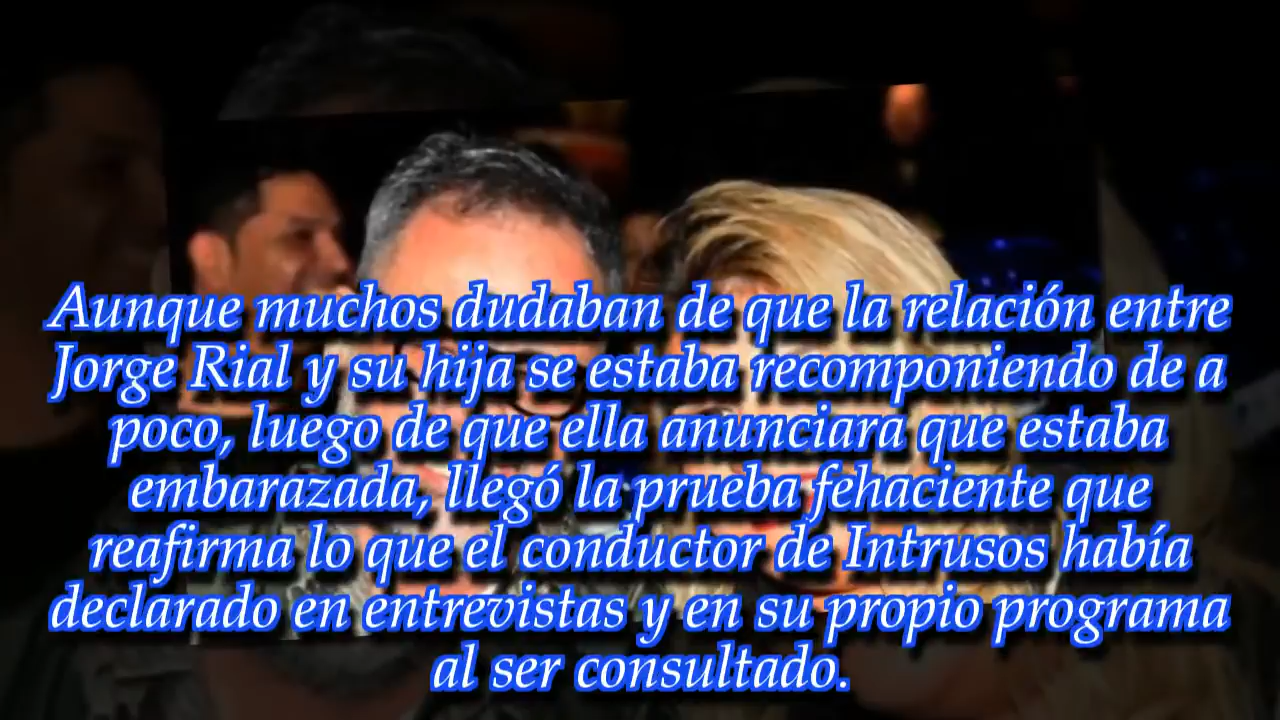 Aunque muchos dudaban de que la relación entre
Jorge Rial y su hija se estaba recomponiendo de a
poco, luego de que ella anunciara que estaba
embarazada, llegó la prueba fehaciente que
reafirma lo que el conductor de Intrusos había
declarado en entrevistas y en su propio programa
al ser consultado.